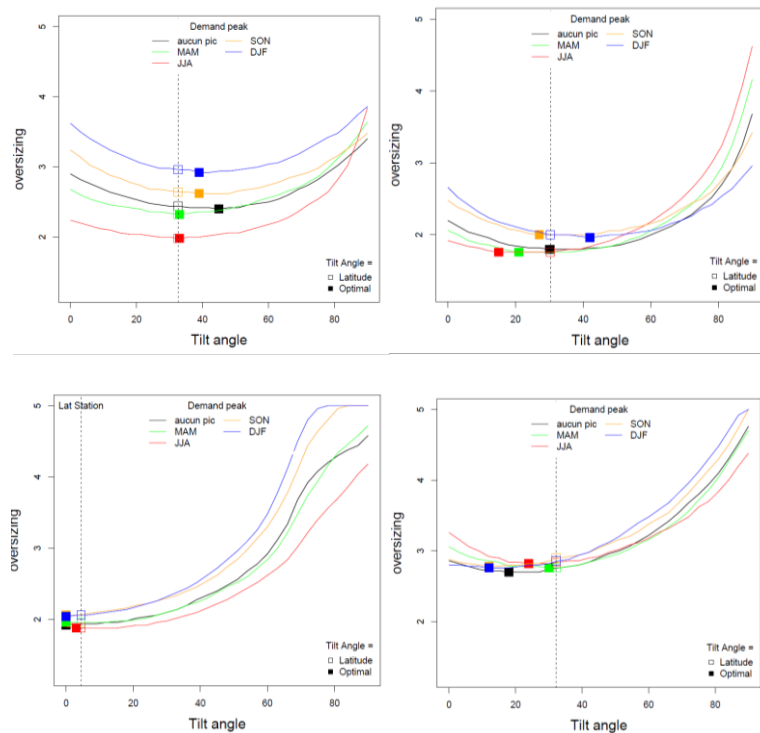 5
Demand peak
aucun pic SON
MAM DJF
JJA
4
oversizing
3
2
Tilt Angle =
Latitude
Optimal
0 20 40 60 80
Tilt angle
5
Demand peak
aucun pic SON
MAM DJF
JJA
4
oversizing
3
2
Tilt Angle =
Latitude
Optimal
0 20 40 60 80
Tilt angle
Lat Station
5
Demand peak
aucun pic SON
MAM DJF
JJA
4
oversizing
3
2
Tilt Angle =
Latitude
Optimal
0 20 40 60 80
Tilt angle
5
Demand peak
aucun pic SON
MAM DJF
JJA
4
oversizing
3
2
Tilt Angle =
Latitude
Optimal
0 20 40 60 80
Tilt angle